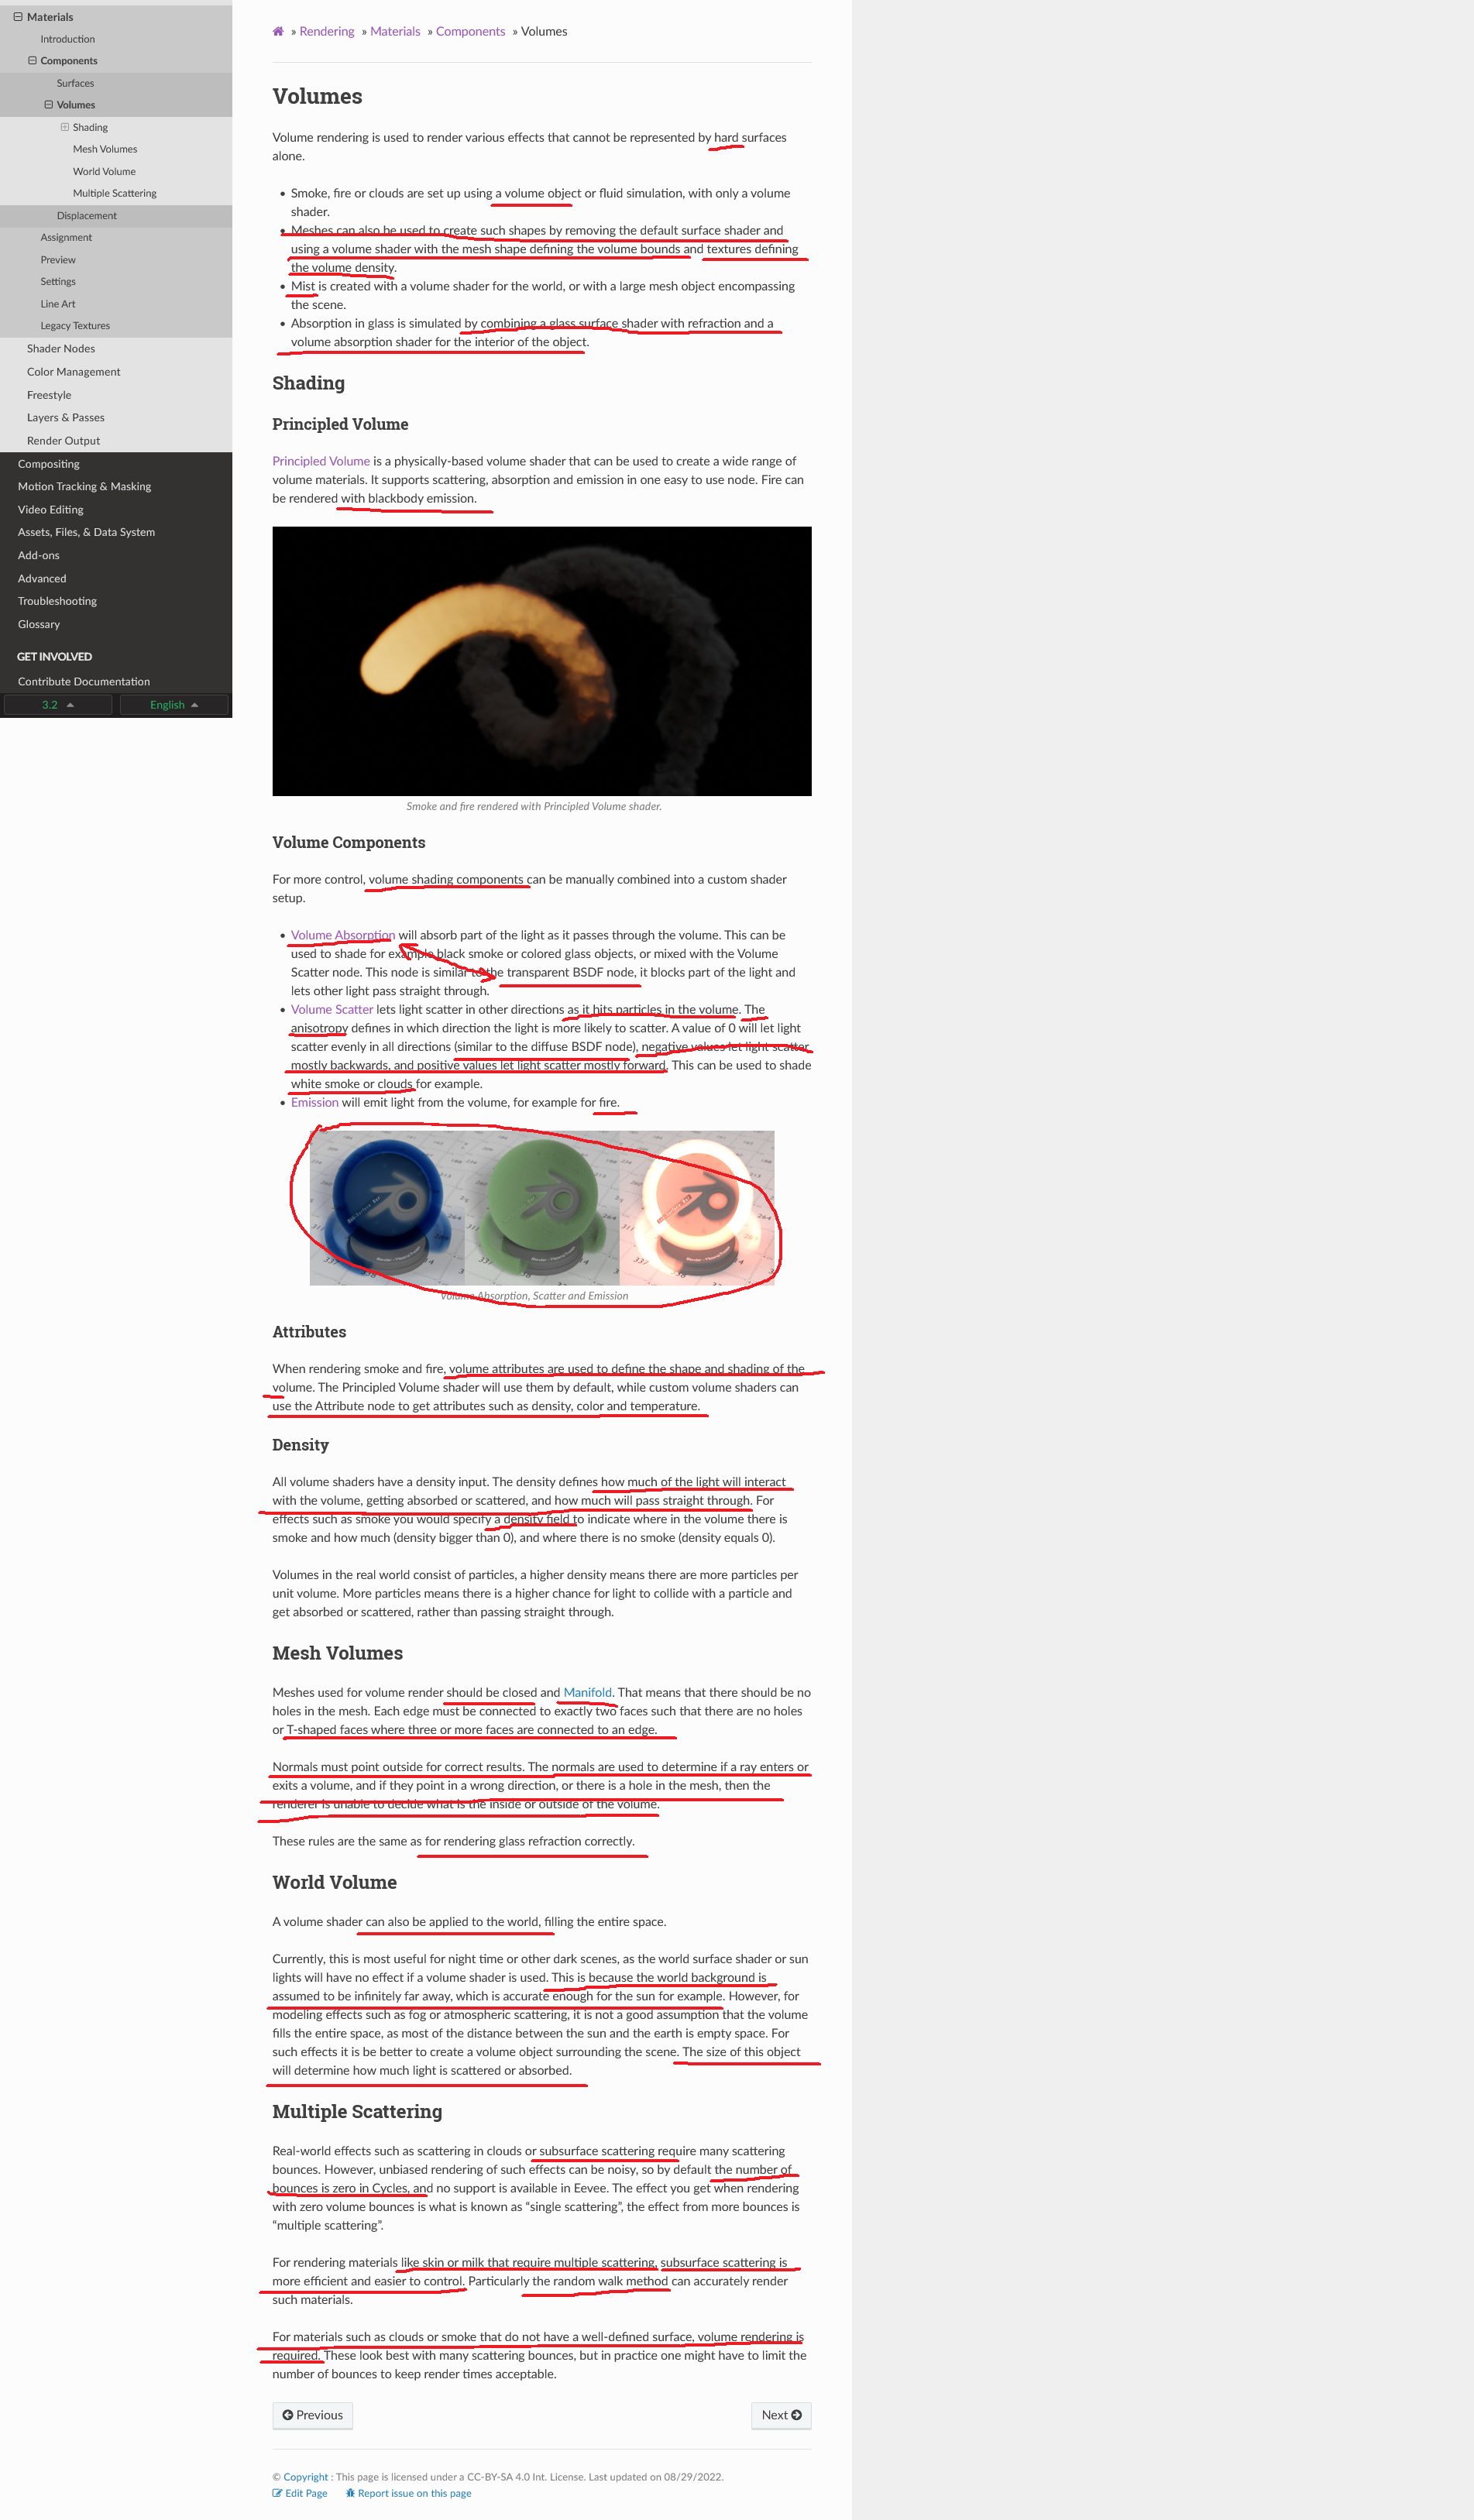 Materials
Introduction
Components
Surfaces
Volumes
Shading
Mesh Volumes
World Volume
Multiple Scattering
Displacement
Assignment
Preview
Settings
Line Art
Legacy Textures
Shader Nodes
Color Management
Freestyle
Layers & Passes
Render Output
Compositing
Motion Tracking & Masking
Video Editing
Assets, Files, & Data System
Add-ons
Advanced
Troubleshooting
Glossary
GET INVOLVED
Contribute Documentation
3.2 English
» Rendering » Materials » Components » Volumes
Volumes
Volume rendering is used to render various effects that cannot be represented by hard surfaces
alone.
• Smoke, fire or clouds are set up using a volume object or fluid simulation, with only a volume
shader.
• Meshes can also be used to create such shapes by removing the default surface shader and
using a volume shader with the mesh shape defining the volume bounds and textures defining
the volume density.
• Mist is created with a volume shader for the world, or with a large mesh object encompassing
the scene.
• Absorption in glass is simulated by combining a glass surface shader with refraction and a
volume absorption shader for the interior of the object.
Shading
Principled Volume
Principled Volume is a physically-based volume shader that can be used to create a wide range of
volume materials. It supports scattering, absorption and emission in one easy to use node. Fire can
be rendered with blackbody emission.
Smoke and fire rendered with Principled Volume shader.
Volume Components
For more control, volume shading components can be manually combined into a custom shader
setup.
• Volume Absorption will absorb part of the light as it passes through the volume. This can be
used to shade for example black smoke or colored glass objects, or mixed with the Volume
Scatter node. This node is similar to the transparent BSDF node, it blocks part of the light and
lets other light pass straight through.
• Volume Scatter lets light scatter in other directions as it hits particles in the volume. The
anisotropy defines in which direction the light is more likely to scatter. A value of 0 will let light
scatter evenly in all directions (similar to the diffuse BSDF node), negative values let light scatter
mostly backwards, and positive values let light scatter mostly forward. This can be used to shade
white smoke or clouds for example.
• Emission will emit light from the volume, for example for fire.
Volume Absorption, Scatter and Emission
Attributes
When rendering smoke and fire, volume attributes are used to define the shape and shading of the
volume. The Principled Volume shader will use them by default, while custom volume shaders can
use the Attribute node to get attributes such as density, color and temperature.
Density
All volume shaders have a density input. The density defines how much of the light will interact
with the volume, getting absorbed or scattered, and how much will pass straight through. For
effects such as smoke you would specify a density field to indicate where in the volume there is
smoke and how much (density bigger than 0), and where there is no smoke (density equals 0).
Volumes in the real world consist of particles, a higher density means there are more particles per
unit volume. More particles means there is a higher chance for light to collide with a particle and
get absorbed or scattered, rather than passing straight through.
Mesh Volumes
Meshes used for volume render should be closed and Manifold. That means that there should be no
holes in the mesh. Each edge must be connected to exactly two faces such that there are no holes
or T-shaped faces where three or more faces are connected to an edge.
Normals must point outside for correct results. The normals are used to determine if a ray enters or
exits a volume, and if they point in a wrong direction, or there is a hole in the mesh, then the
renderer is unable to decide what is the inside or outside of the volume.
These rules are the same as for rendering glass refraction correctly.
World Volume
A volume shader can also be applied to the world, filling the entire space.
Currently, this is most useful for night time or other dark scenes, as the world surface shader or sun
lights will have no effect if a volume shader is used. This is because the world background is
assumed to be infinitely far away, which is accurate enough for the sun for example. However, for
modeling effects such as fog or atmospheric scattering, it is not a good assumption that the volume
fills the entire space, as most of the distance between the sun and the earth is empty space. For
such effects it is be better to create a volume object surrounding the scene. The size of this object
will determine how much light is scattered or absorbed.
Multiple Scattering
Real-world effects such as scattering in clouds or subsurface scattering require many scattering
bounces. However, unbiased rendering of such effects can be noisy, so by default the number of
bounces is zero in Cycles, and no support is available in Eevee. The effect you get when rendering
with zero volume bounces is what is known as “single scattering”, the effect from more bounces is
“multiple scattering”.
For rendering materials like skin or milk that require multiple scattering, subsurface scattering is
more efficient and easier to control. Particularly the random walk method can accurately render
such materials.
For materials such as clouds or smoke that do not have a well-defined surface, volume rendering is
required. These look best with many scattering bounces, but in practice one might have to limit the
number of bounces to keep render times acceptable.
Previous Next
© Copyright : This page is licensed under a CC-BY-SA 4.0 Int. License. Last updated on 08/29/2022.
Edit Page Report issue on this page